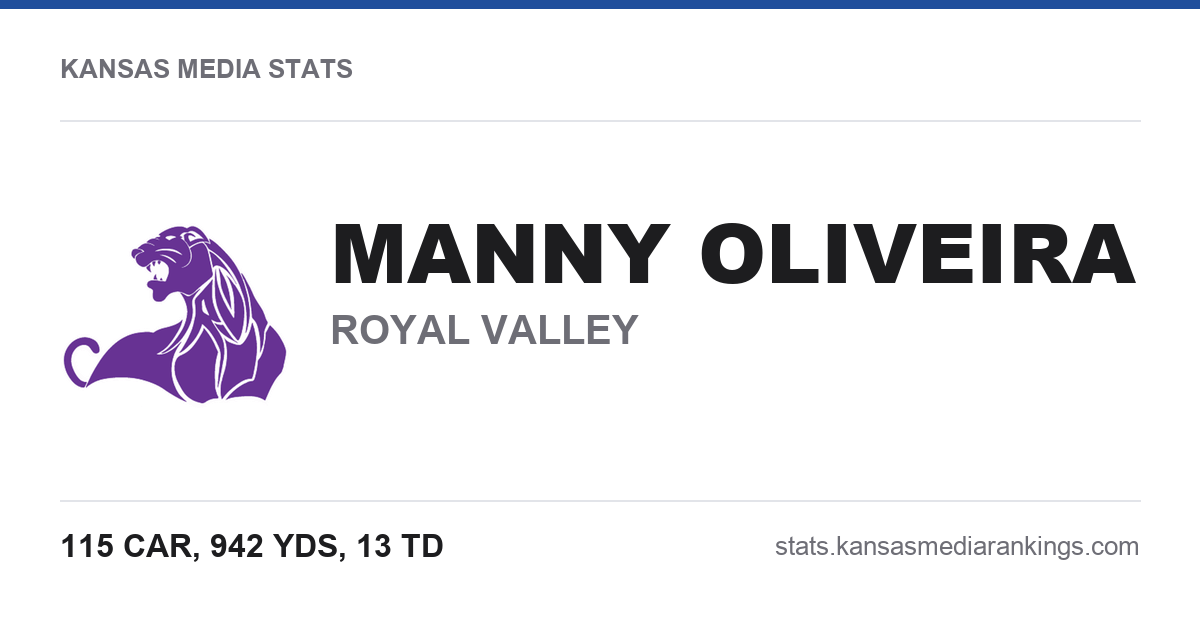 KANSAS MEDIA STATS
MANNY OLIVEIRA
ROYAL VALLEY
115 CAR, 942 YDS, 13 TD
stats.kansasmediarankings.com